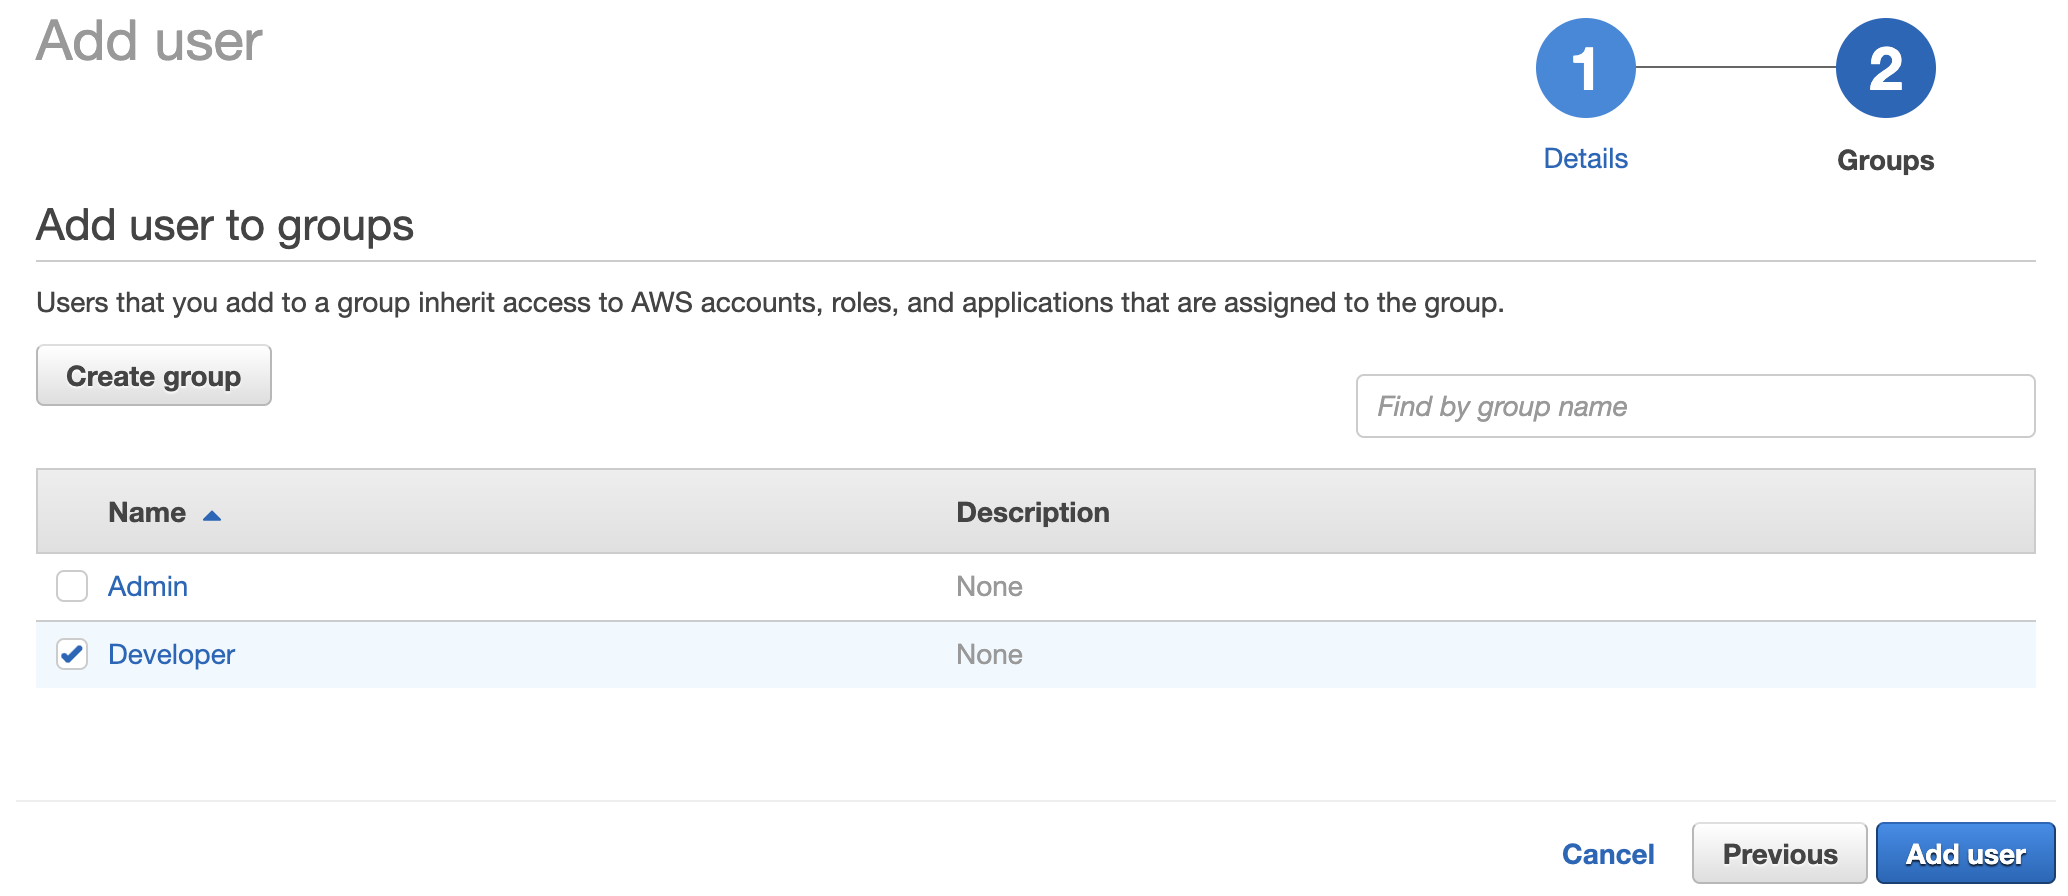 Add user
1
2
Details
Groups
Add user to groups
Users that you add to a group inherit access to AWS accounts, roles, and applications that are assigned to the group.
Create group
Find by group name
Name
Description
Admin
None
Developer
None
Cancel
Previous
Add user